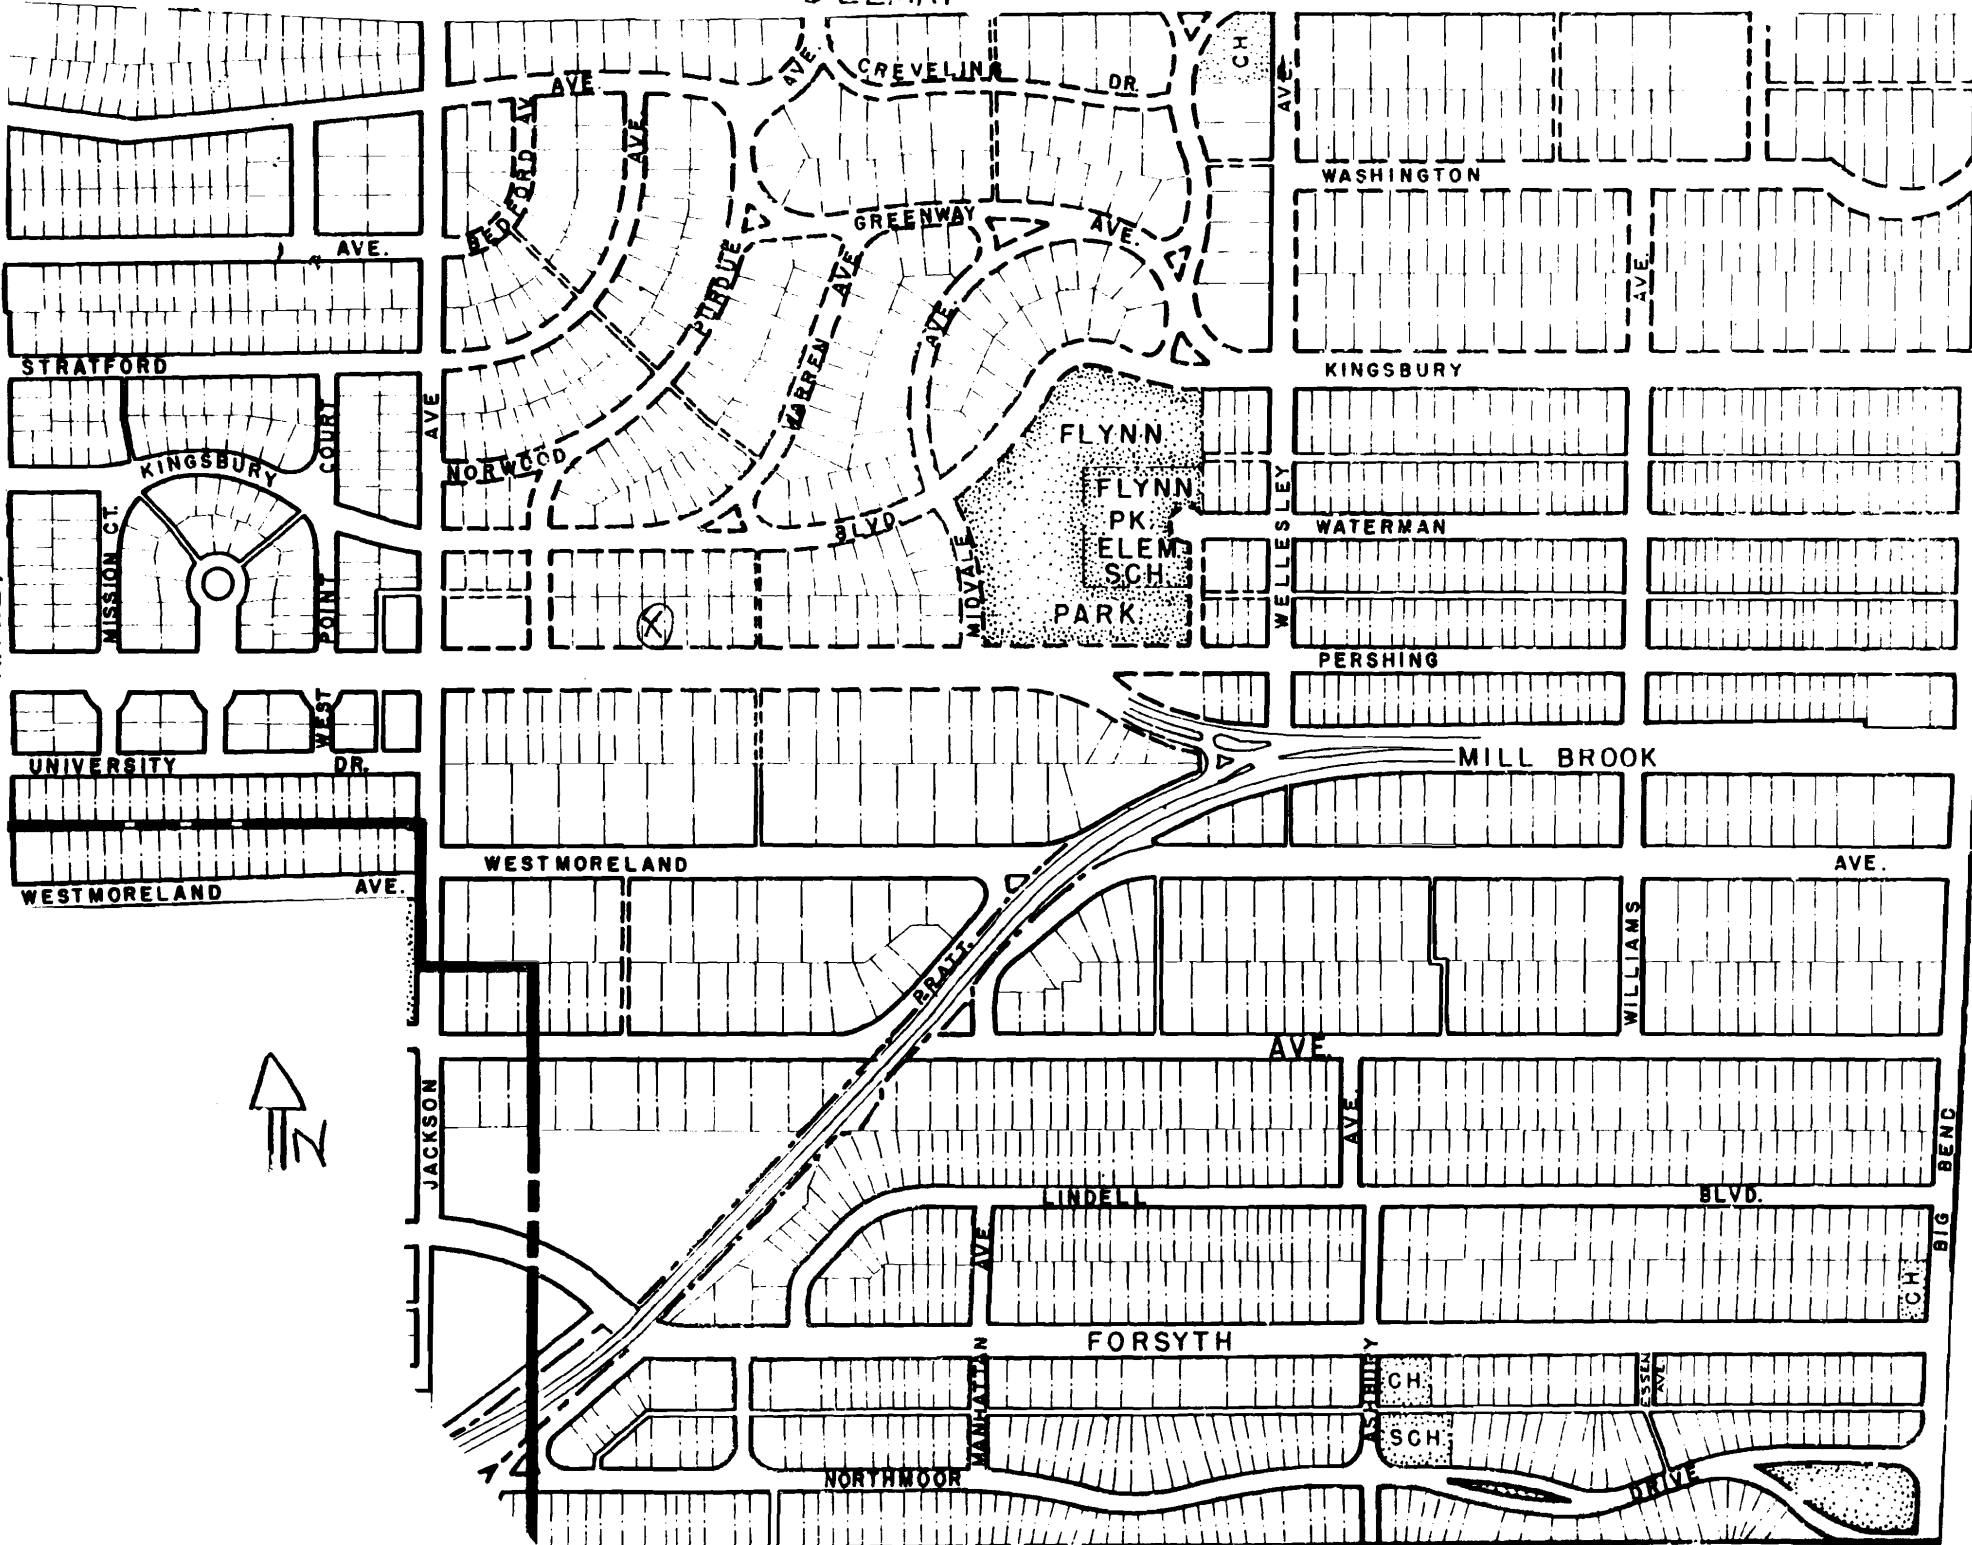 CREVELIN
DR.
AVE.
AVE.
AVE.
CH
AVE.
BEDFORD AV
AVE.
WASHINGTON
GREENWAY
AVE.
AVE.
PURDUE
WARREN AVE.
AVE.
AVE.
STRATFORD
KINGSBURY
COURT
AVE
KINGSBURY
NORWOOD
FLYNN
FLYNN
PK.
ELEM.
SCH.
PARK
BLVD.
WATERMAN
WELLESLEY
MISSION CT.
POINT
MIDVALE
X
PERSHING
WEST
UNIVERSITY
DR.
MILL BROOK
WESTMORELAND
AVE.
WESTMORELAND
AVE.
WILLIAMS
PRATT.
AVE.
N
JACKSON
AVE.
BIG BEND
LINDELL
BLVD.
AVE
CH.
FORSYTH
MANHATTAN
ASHBURY
CH.
ESSEX
AVE
SCH.
NORTHMOOR
DRIVE